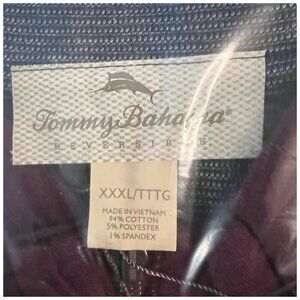 Tommy Bahama®
REVERSIBLE
XXXL/TTTG
MADE IN VIETNAM
94% COTTON
5% POLYESTER
1% SPANDEX